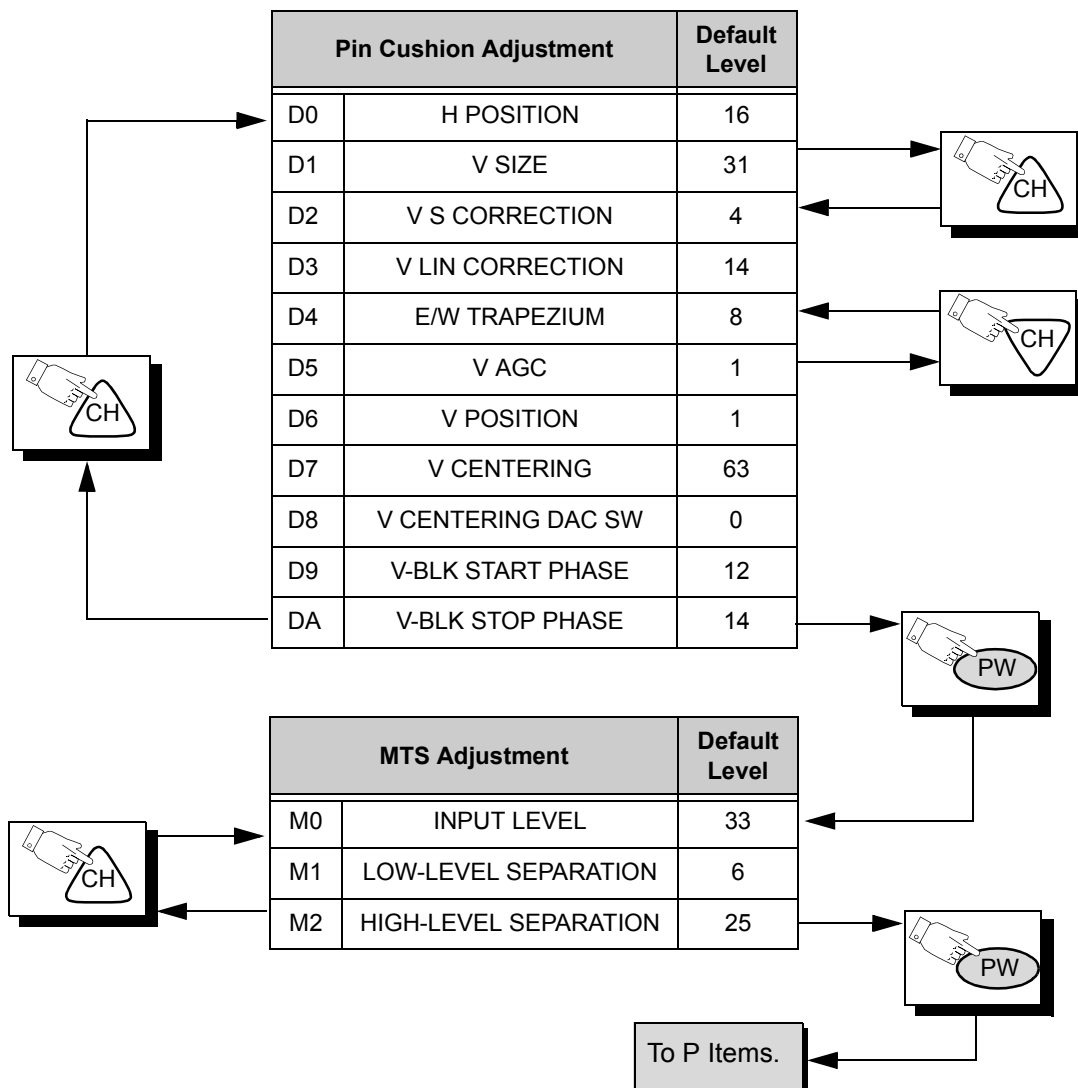 Pin Cushion Adjustment Default Level
D0 H POSITION 16
D1 V SIZE 31
CH
D2 V S CORRECTION 4
D3 V LIN CORRECTION 14
D4 E/W TRAPEZIUM 8
CH
D5 V AGC 1
CH
D6 V POSITION 1
D7 V CENTERING 63
D8 V CENTERING DAC SW 0
D9 V-BLK START PHASE 12
DA V-BLK STOP PHASE 14
PW
MTS Adjustment Default Level
M0 INPUT LEVEL 33
CH
M1 LOW-LEVEL SEPARATION 6
M2 HIGH-LEVEL SEPARATION 25
PW
To P Items.